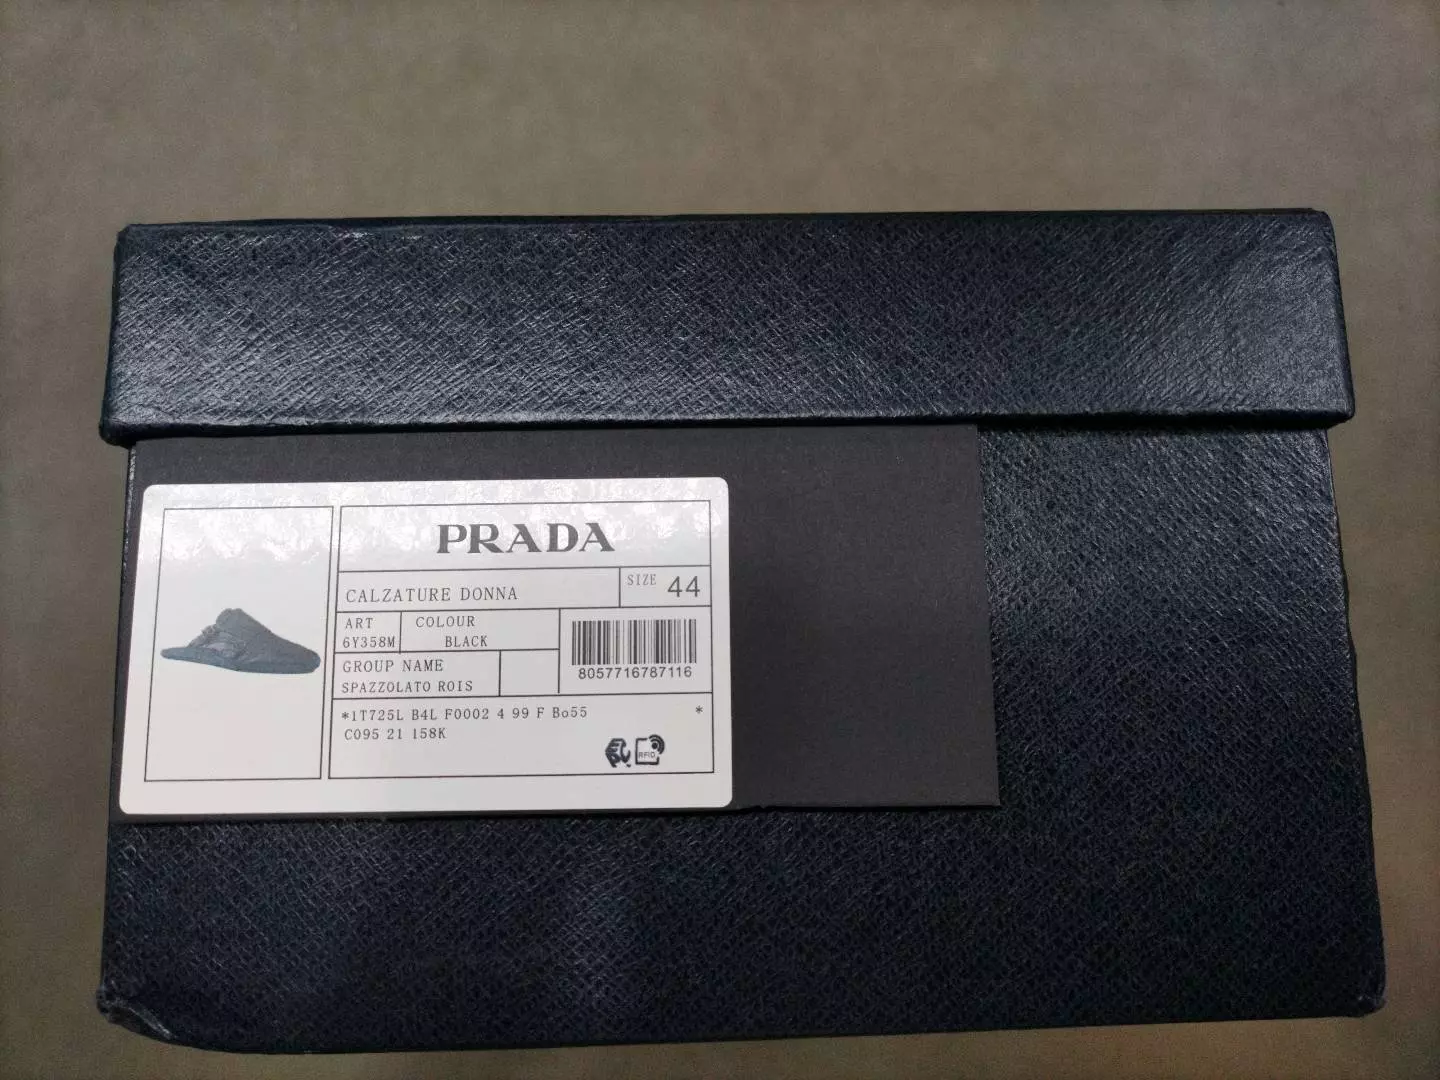 PRADA
CALZATURE DONNA
SIZE 44
ART
6Y358M
COLOUR
BLACK
GROUP NAME
SPAZZOLATO ROIS
8057716787116
*1T725L B4L F0002 4 99 F Bo55 *
C095 21 158K
RFID